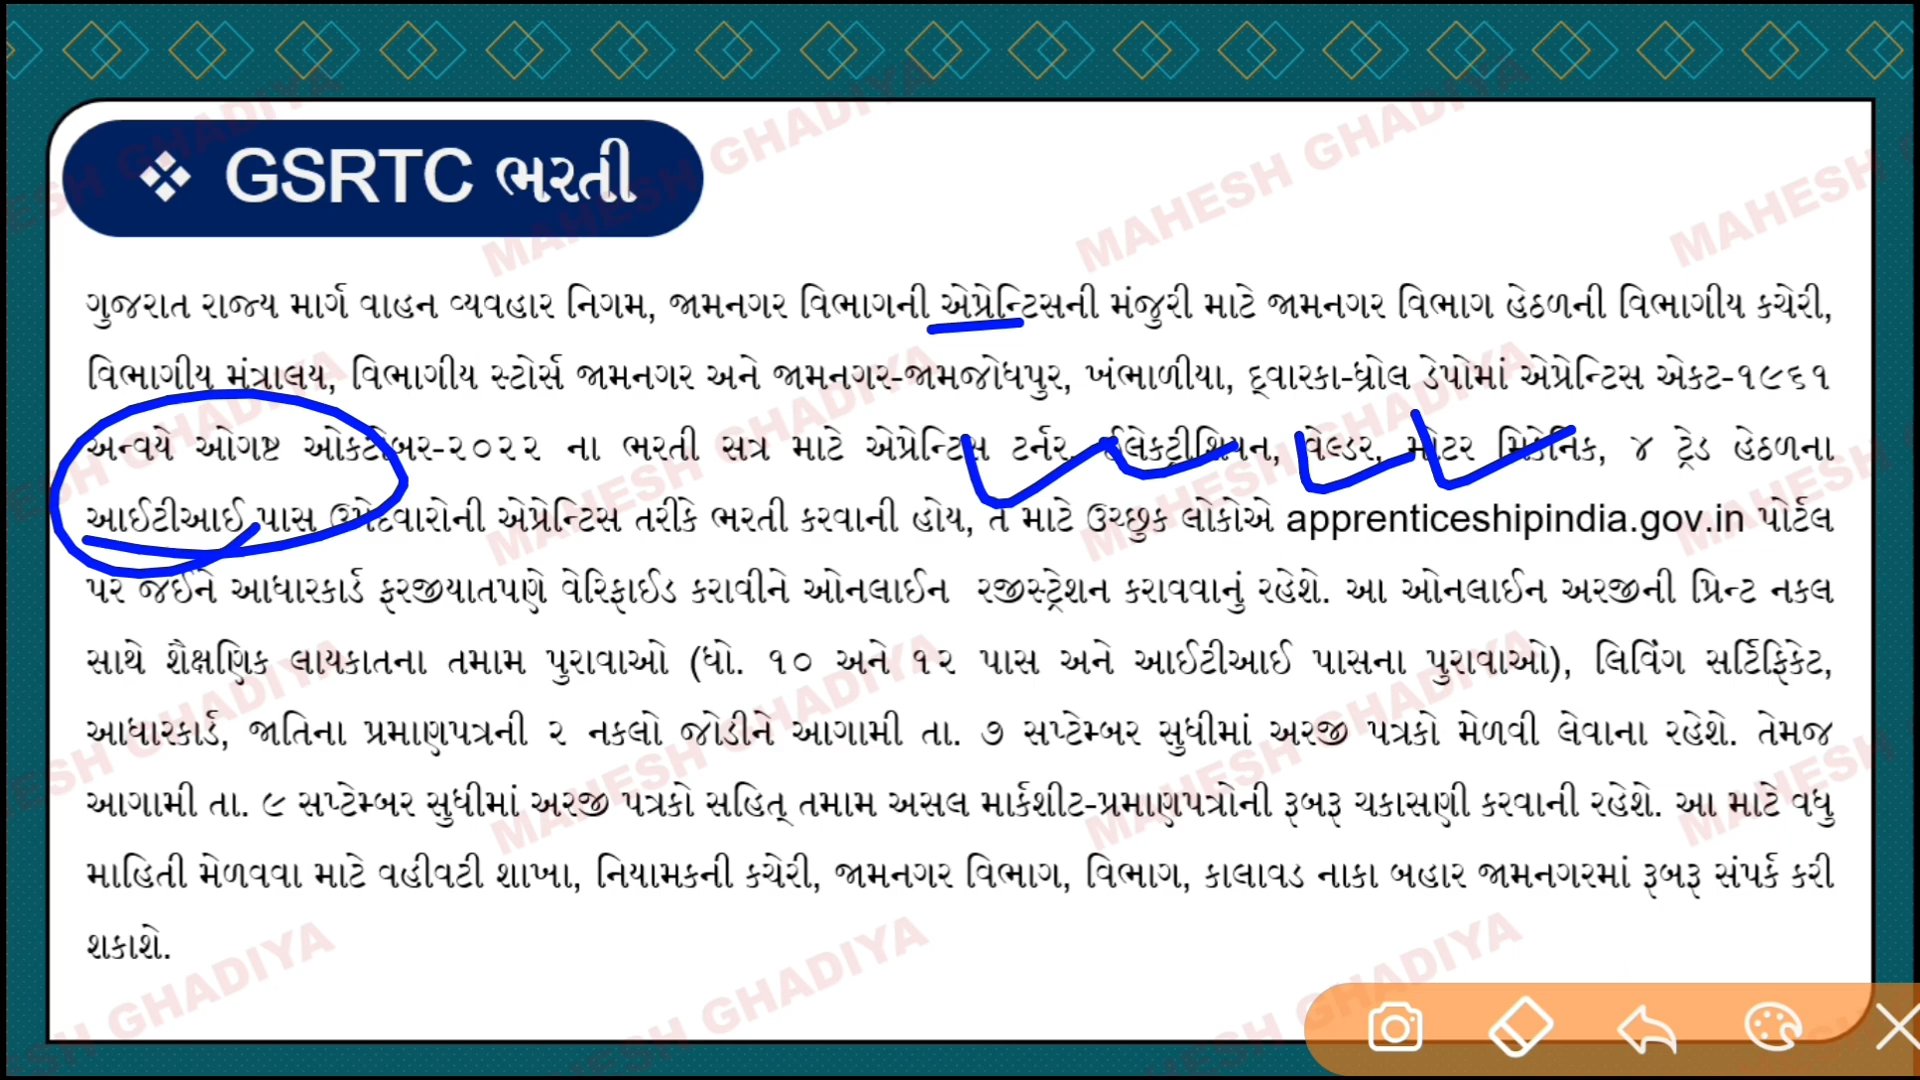 ❖ GSRTC ભરતી
ગુજરાત રાજ્ય માર્ગ વાહન વ્યવહાર નિગમ, જામનગર વિભાગની એપ્રેન્ટિસની મંજુરી માટે જામનગર વિભાગ હેઠળની વિભાગીય કચેરી,
વિભાગીય મંત્રાલય, વિભાગીય સ્ટોર્સ જામનગર અને જામનગર-જામજોધપુર, ખંભાળીયા, દ્વારકા-ધ્રોલ ડેપોમાં એપ્રેન્ટિસ એકટ-૧૯૬૧
અન્વયે ઓગષ્ટ ઓક્ટોબર-૨૦૨૨ ના ભરતી સત્ર માટે એપ્રેન્ટિસ ટર્નર, ઈલેક્ટ્રીશિયન, વેલ્ડર, મોટર મિકેનિક, ૪ ટ્રેડ હેઠળના
આઈટીઆઈ પાસ ઉમેદવારોની એપ્રેન્ટિસ તરીકે ભરતી કરવાની હોય, તે માટે ઉચ્છુક લોકોએ apprenticeshipindia.gov.in પોર્ટલ
પર જઈને આધારકાર્ડ ફરજીયાતપણે વેરિફાઈડ કરાવીને ઓનલાઈન રજીસ્ટ્રેશન કરાવવાનું રહેશે. આ ઓનલાઈન અરજીની પ્રિન્ટ નકલ
સાથે શૈક્ષણિક લાયકાતના તમામ પુરાવાઓ (ધો. ૧૦ અને ૧૨ પાસ અને આઈટીઆઈ પાસના પુરાવાઓ), લિવિંગ સર્ટિફિકેટ,
આધારકાર્ડ, જાતિના પ્રમાણપત્રની ૨ નકલો જોડીને આગામી તા. ૭ સપ્ટેમ્બર સુધીમાં અરજી પત્રકો મેળવી લેવાના રહેશે. તેમજ
આગામી તા. ૯ સપ્ટેમ્બર સુધીમાં અરજી પત્રકો સહિત્ તમામ અસલ માર્કશીટ-પ્રમાણપત્રોની રૂબરૂ ચકાસણી કરવાની રહેશે. આ માટે વધુ
માહિતી મેળવવા માટે વહીવટી શાખા, નિયામકની કચેરી, જામનગર વિભાગ, વિભાગ, કાલાવડ નાકા બહાર જામનગરમાં રૂબરૂ સંપર્ક કરી
શકાશે.
MAHESH GHADIYA